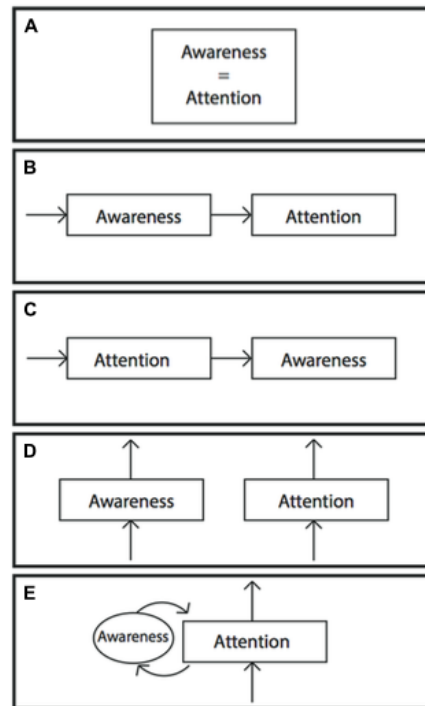 A
Awareness
=
Attention
B
Awareness
Attention
C
Attention
Awareness
D
Awareness
Attention
E
Awareness
Attention